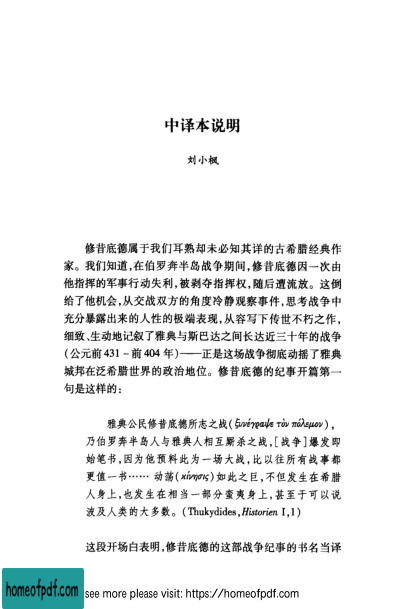 中译本说明
刘小枫
修昔底德属于我们耳熟却未必知其详的古希腊经典作
家。我们知道,在伯罗奔半岛战争期间,修昔底德因一次由
他指挥的军事行动失利,被剥夺指挥权,随后遭流放。这倒
给了他机会,从交战双方的角度冷静观察事件,思考战争中
充分暴露出来的人性的极端表现,从容写下传世不朽之作,
细致、生动地记叙了雅典与斯巴达之间长达近三十年的战争
(公元前431-前404年)——正是这场战争彻底动摇了雅典
城邦在泛希腊世界的政治地位。修昔底德的纪事开篇第一
句是这样的:
雅典公民修昔底德所志之战(ξυνέγραψε τὸν πόλεμον),
乃伯罗奔半岛人与雅典人相互厮杀之战,[战争]爆发即
始笔书,因为他预料此为一场大战,比以往所有战事都
更值一书……动荡(κίνησις)如此之巨,不但发生在希腊
人身上,也发生在相当一部分蛮夷身上,甚至于可以说
波及人类的大多数。(Thukydides, Historien I,1)
这段开场白表明,修昔底德的这部战争纪事的书名当译
homeofpdf.com
see more please visit: https://homeofpdf.com